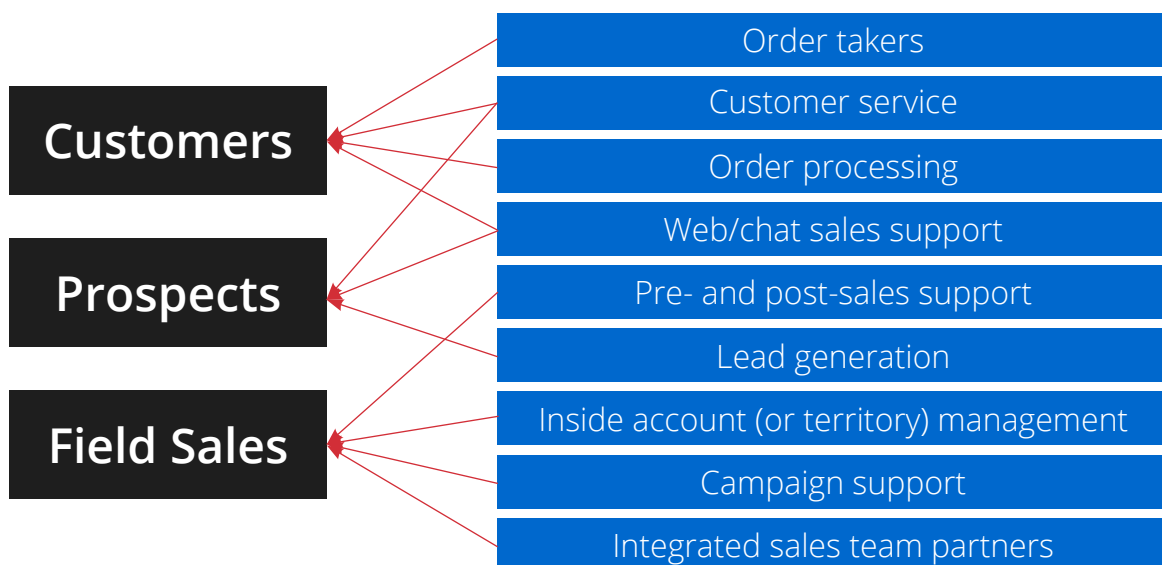 Customers
Prospects
Field Sales
Order takers
Customer service
Order processing
Web/chat sales support
Pre- and post-sales support
Lead generation
Inside account (or territory) management
Campaign support
Integrated sales team partners